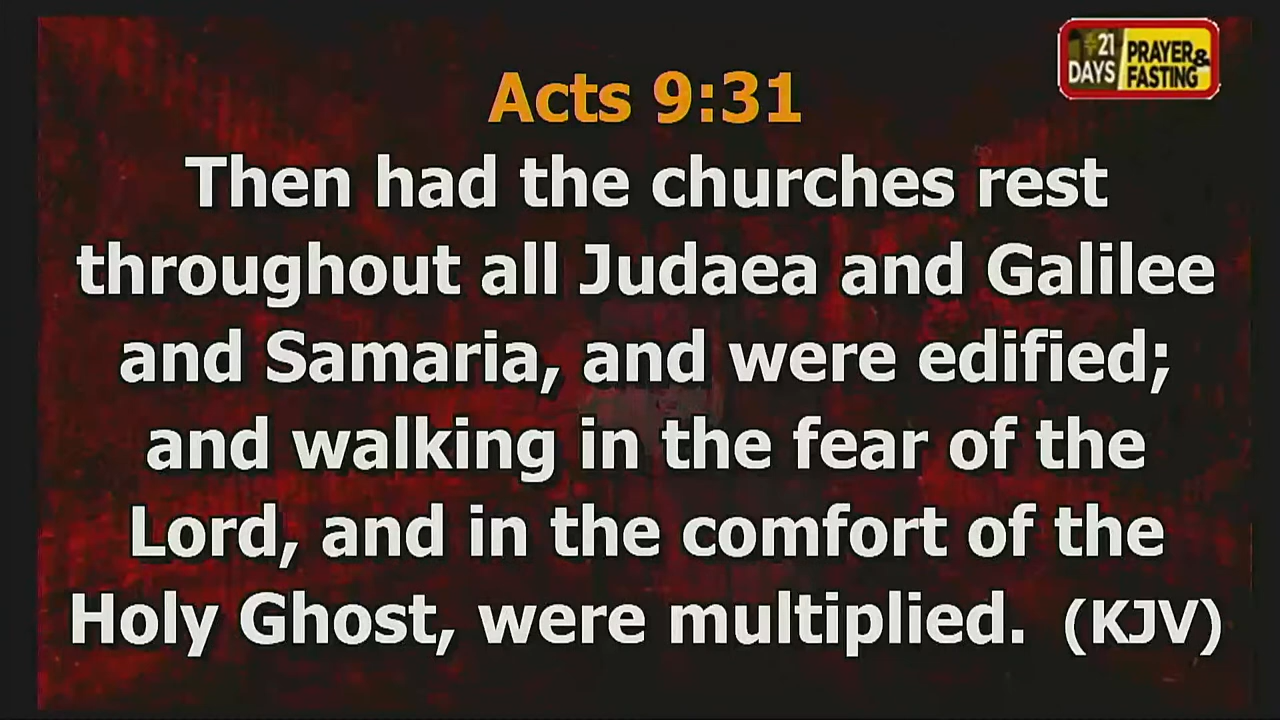 21
DAYS
PRAYER&
FASTING
Acts 9:31
Then had the churches rest
throughout all Judaea and Galilee
and Samaria, and were edified;
and walking in the fear of the
Lord, and in the comfort of the
Holy Ghost, were multiplied. (KJV)